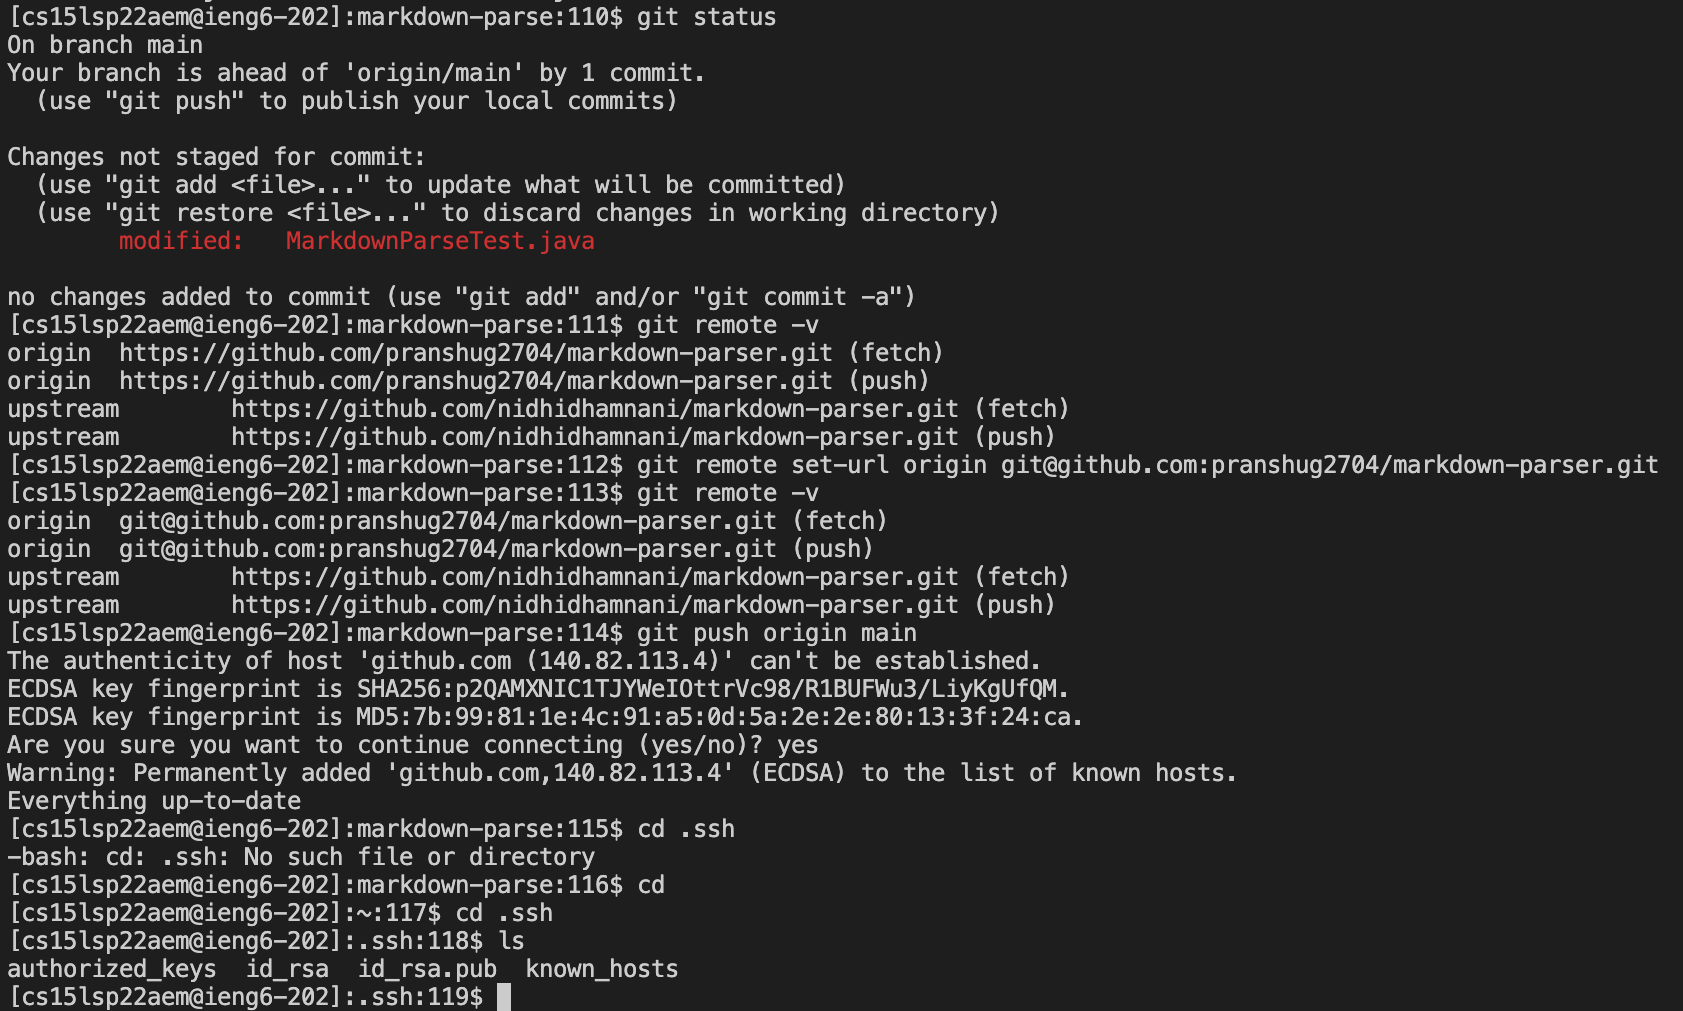 [cs15lsp22aem@ieng6-202]:markdown-parse:110$ git status
On branch main
Your branch is ahead of 'origin/main' by 1 commit.
  (use "git push" to publish your local commits)

Changes not staged for commit:
  (use "git add <file>..." to update what will be committed)
  (use "git restore <file>..." to discard changes in working directory)
        modified:   MarkdownParseTest.java

no changes added to commit (use "git add" and/or "git commit -a")
[cs15lsp22aem@ieng6-202]:markdown-parse:111$ git remote -v
origin  https://github.com/pranshug2704/markdown-parser.git (fetch)
origin  https://github.com/pranshug2704/markdown-parser.git (push)
upstream        https://github.com/nidhidhamnani/markdown-parser.git (fetch)
upstream        https://github.com/nidhidhamnani/markdown-parser.git (push)
[cs15lsp22aem@ieng6-202]:markdown-parse:112$ git remote set-url origin git@github.com:pranshug2704/markdown-parser.git
[cs15lsp22aem@ieng6-202]:markdown-parse:113$ git remote -v
origin  git@github.com:pranshug2704/markdown-parser.git (fetch)
origin  git@github.com:pranshug2704/markdown-parser.git (push)
upstream        https://github.com/nidhidhamnani/markdown-parser.git (fetch)
upstream        https://github.com/nidhidhamnani/markdown-parser.git (push)
[cs15lsp22aem@ieng6-202]:markdown-parse:114$ git push origin main
The authenticity of host 'github.com (140.82.113.4)' can't be established.
ECDSA key fingerprint is SHA256:p2QAMXNIC1TJYWeIOttrVc98/R1BUFWu3/LiyKgUfQM.
ECDSA key fingerprint is MD5:7b:99:81:1e:4c:91:a5:0d:5a:2e:2e:80:13:3f:24:ca.
Are you sure you want to continue connecting (yes/no)? yes
Warning: Permanently added 'github.com,140.82.113.4' (ECDSA) to the list of known hosts.
Everything up-to-date
[cs15lsp22aem@ieng6-202]:markdown-parse:115$ cd .ssh
-bash: cd: .ssh: No such file or directory
[cs15lsp22aem@ieng6-202]:markdown-parse:116$ cd
[cs15lsp22aem@ieng6-202]:~:117$ cd .ssh
[cs15lsp22aem@ieng6-202]:.ssh:118$ ls
authorized_keys  id_rsa  id_rsa.pub  known_hosts
[cs15lsp22aem@ieng6-202]:.ssh:119$